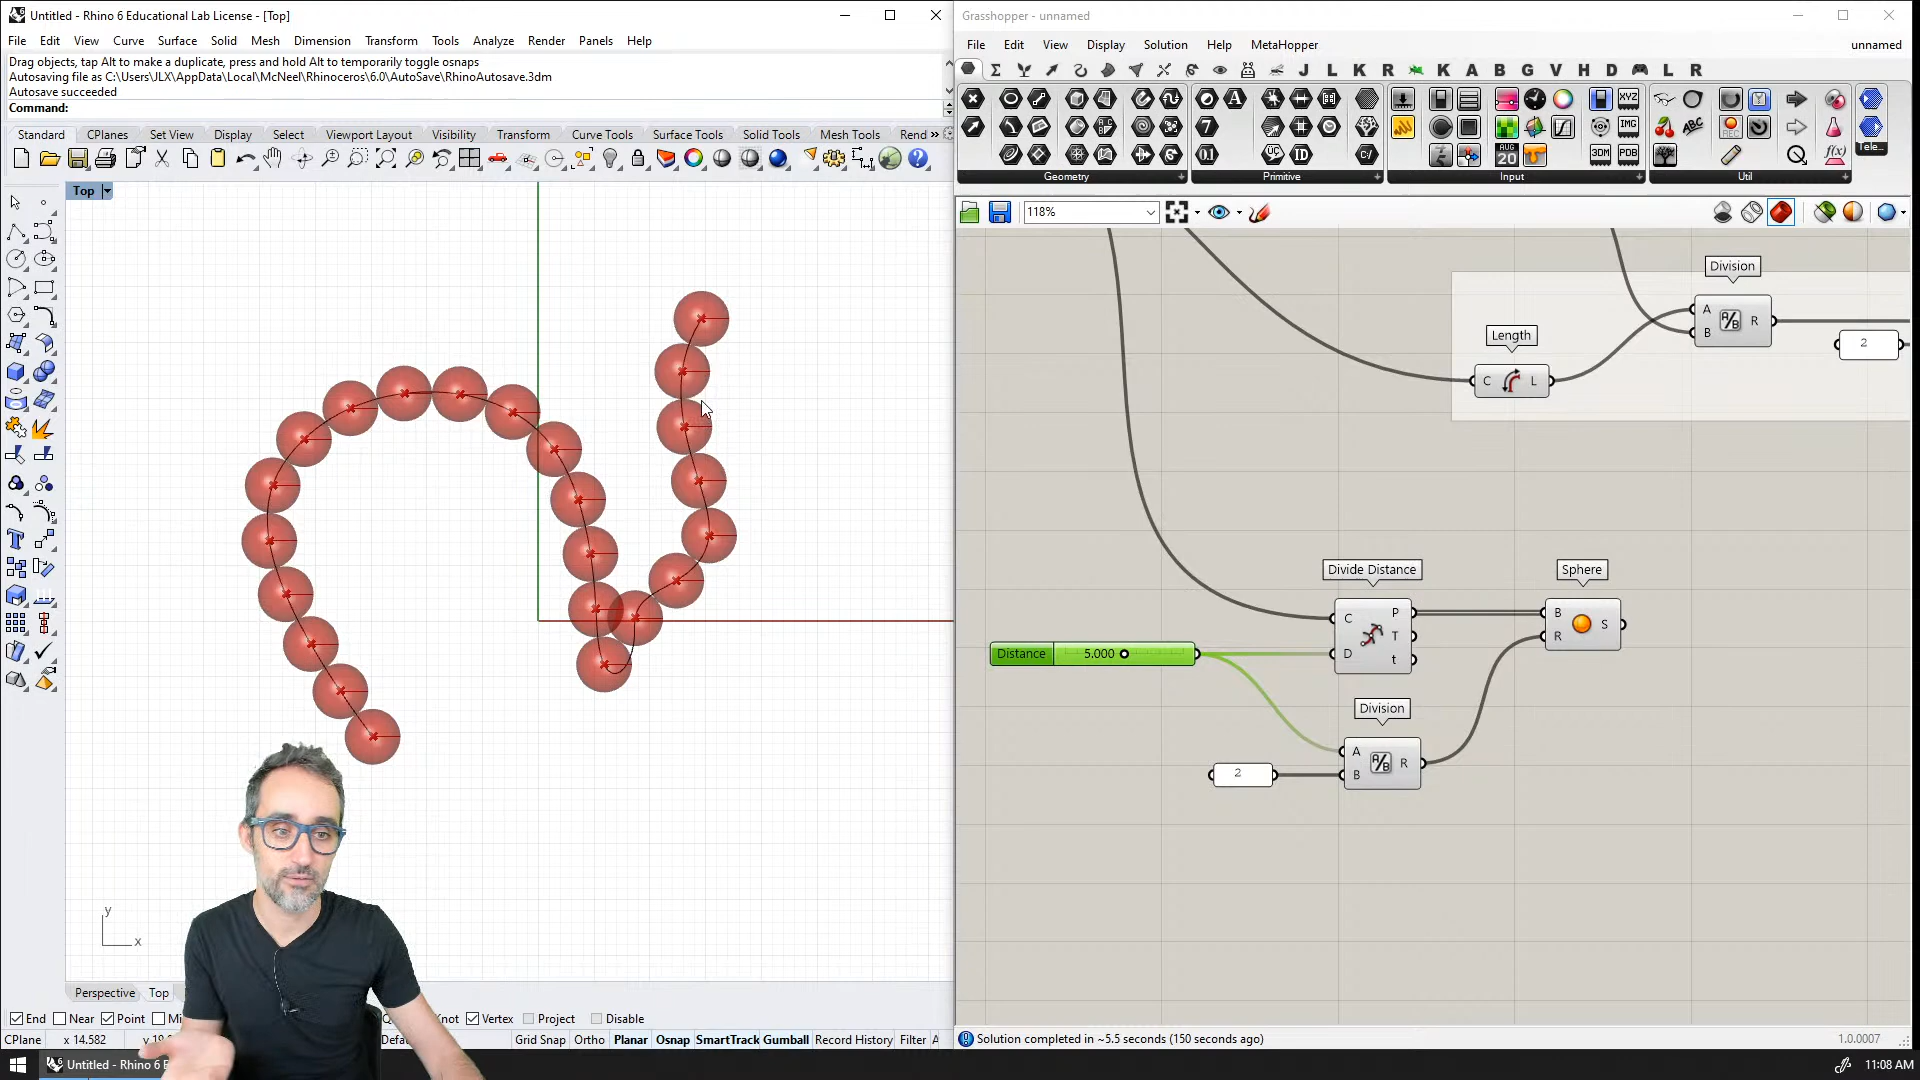 Untitled - Rhino 6 Educational Lab License - [Top]
File Edit View Curve Surface Solid Mesh Dimension Transform Tools Analyze Render Panels Help
Drag objects, tap Alt to make a duplicate, press and hold Alt to temporarily toggle osnaps
Autosaving file as C:\Users\JLX\AppData\Local\McNeel\Rhinoceros\6.0\AutoSave\RhinoAutosave.3dm
Autosave succeeded
Command:
Standard CPlanes Set View Display Select Viewport Layout Visibility Transform Curve Tools Surface Tools Solid Tools Mesh Tools Rend »
Top
y
x
Perspective Top
End Near Point Mi Knot Vertex Project Disable
CPlane x 14.582 Grid Snap Ortho Planar Osnap SmartTrack Gumball Record History Filter A
Untitled - Rhino 6 E
Grasshopper - unnamed
File Edit View Display Solution Help MetaHopper unnamed
J L K R K A B G V H D L R
Geometry Primitive Input Util
Tele...
118%
Division
A B R
2
Length
C L
Divide Distance
C D P T t
Sphere
B R S
Distance 5.000
Division
A B R
2
Solution completed in ~5.5 seconds (150 seconds ago)
1.0.0007
11:08 AM